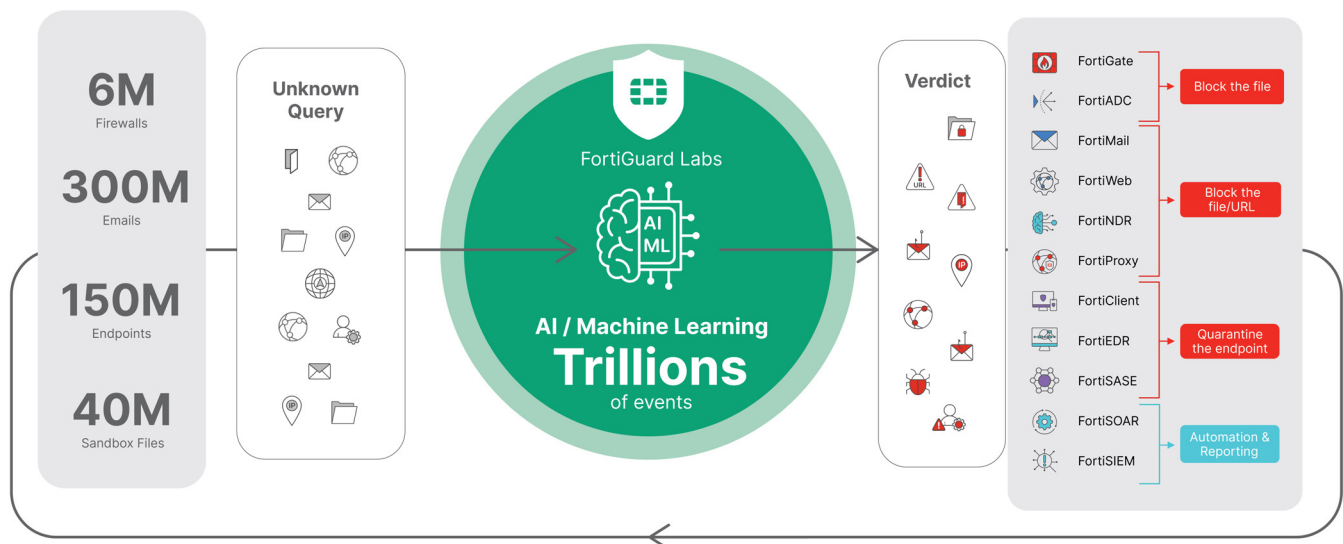 6M
Firewalls
300M
Emails
150M
Endpoints
40M
Sandbox Files
Unknown
Query
IP
A
IP
FortiGuard Labs
AI
ML
AI / Machine Learning
Trillions
of events
Verdict
URL
IP
FortiGate
FortiADC
FortiMail
FortiWeb
FortiNDR
FortiProxy
FortiClient
FortiEDR
FortiSASE
FortiSOAR
FortiSIEM
Block the file
Block the
file/URL
Quarantine
the endpoint
Automation &
Reporting